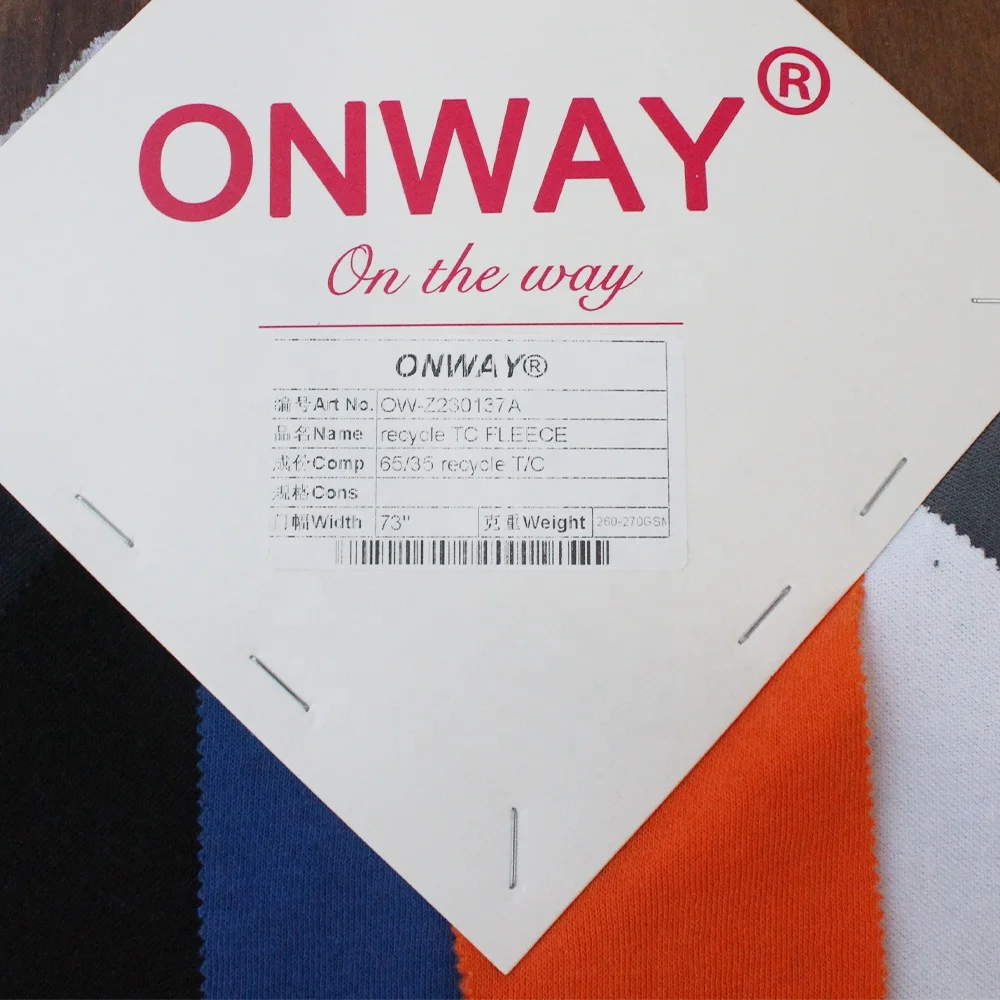 ONWAY®
On the way
ONWAY®
编号Art No. OW-Z230137A
品名Name recycle TC FLEECE
成份Comp 65/35 recycle T/C
规格Cons
门幅Width 73" 克重Weight 260-270GSM